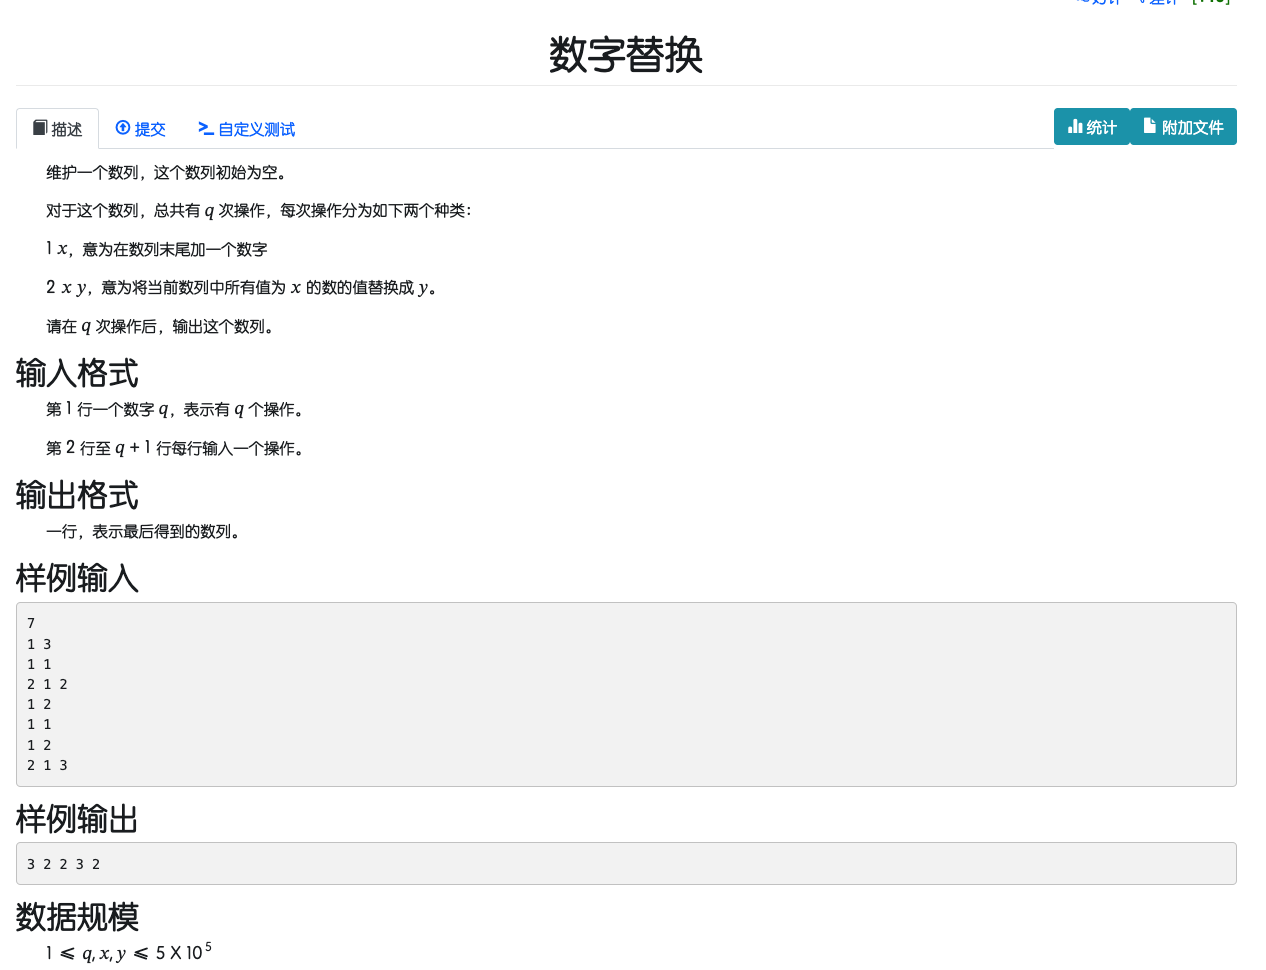 数字替换
描述 提交 自定义测试 统计 附加文件
维护一个数列，这个数列初始为空。
对于这个数列，总共有 q 次操作，每次操作分为如下两个种类：
1 x，意为在数列末尾加一个数字
2 x y，意为将当前数列中所有值为 x 的数的值替换成 y。
请在 q 次操作后，输出这个数列。
输入格式
第 1 行一个数字 q，表示有 q 个操作。
第 2 行至 q + 1 行每行输入一个操作。
输出格式
一行，表示最后得到的数列。
样例输入
7
1 3
1 1
2 1 2
1 2
1 1
1 2
2 1 3
样例输出
3 2 2 3 2
数据规模
1 ⩽ q, x, y ⩽ 5 X 10^5